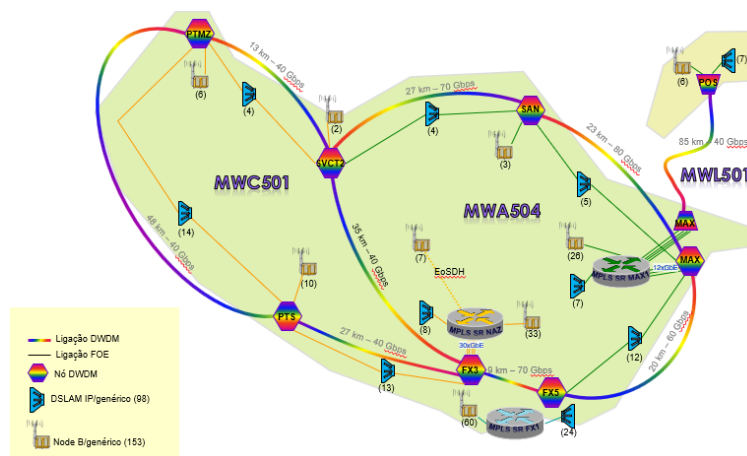 PTMZ
13 km – 40 Gbps
(6)
(4)
(2)
SVCT2
27 km – 70 Gbps
(4)
SAN
(3)
23 km – 80 Gbps
(5)
(6)
(7)
POS
85 km – 40 Gbps
MWL501
MAX
MWC501
MWA504
48 km – 40 Gbps
(14)
(10)
PTS
35 km – 40 Gbps
(7)
EoSDH
(8)
MPLS SR NAZ
(33)
30xGbE
(26)
(7)
MPLS SR MAX1
12xGbE
MAX
27 km – 40 Gbps
(13)
FX3
9 km – 70 Gbps
FX5
(12)
20 km – 60 Gbps
(60)
MPLS SR FX1
(24)
Ligação DWDM
Ligação FOE
Nó DWDM
DSLAM IP/genérico (98)
Node B/genérico (153)